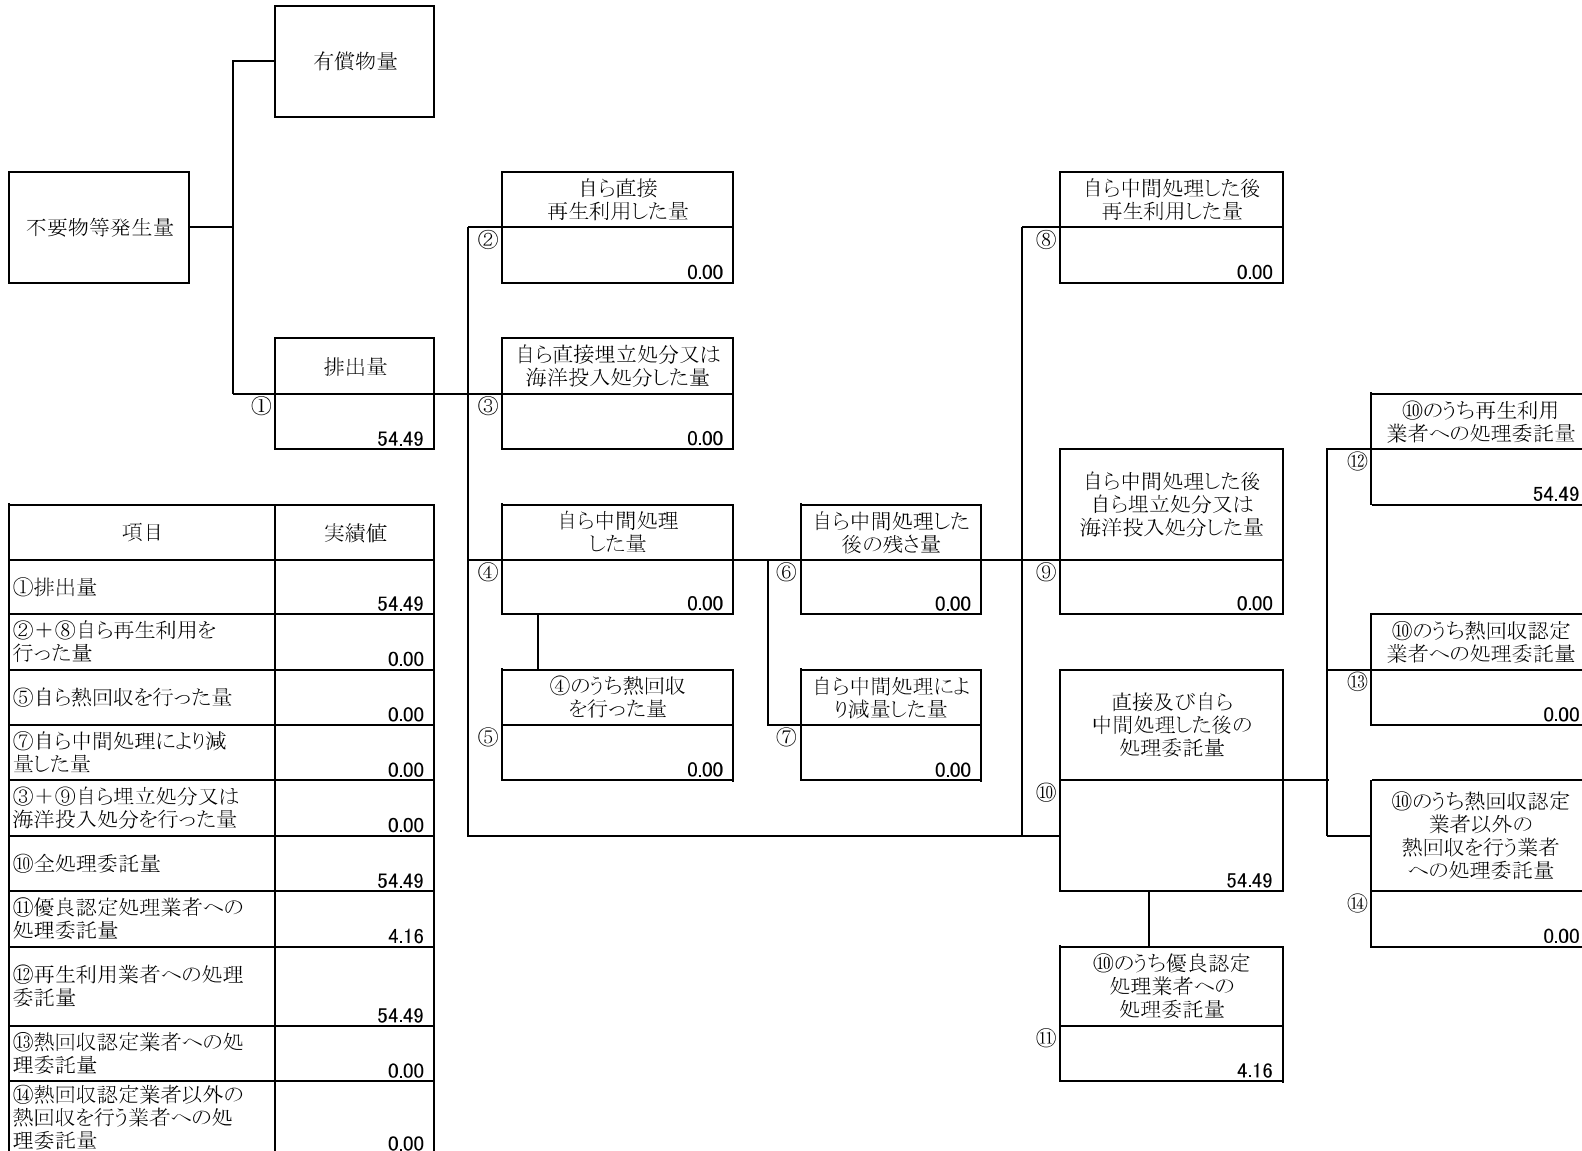 有償物量
不要物等発生量
自ら直接
再生利用した量
②
0.00
自ら中間処理した後
再生利用した量
⑧
0.00
排出量
①
54.49
自ら直接埋立処分又は
海洋投入処分した量
③
0.00
⑩のうち再生利用
業者への処理委託量
⑫
54.49
自ら中間処理
した量
④
0.00
自ら中間処理した
後の残さ量
⑥
0.00
自ら中間処理した後
自ら埋立処分又は
海洋投入処分した量
⑨
0.00
⑩のうち熱回収認定
業者への処理委託量
⑬
0.00
④のうち熱回収
を行った量
⑤
0.00
自ら中間処理によ
り減量した量
⑦
0.00
直接及び自ら
中間処理した後の
処理委託量
⑩
54.49
⑩のうち熱回収認定
業者以外の
熱回収を行う業者
への処理委託量
⑭
0.00
⑩のうち優良認定
処理業者への
処理委託量
⑪
4.16
項目 実績値
①排出量
54.49
②＋⑧自ら再生利用を
行った量 0.00
⑤自ら熱回収を行った量
0.00
⑦自ら中間処理により減
量した量 0.00
③＋⑨自ら埋立処分又は
海洋投入処分を行った量 0.00
⑩全処理委託量
54.49
⑪優良認定処理業者への
処理委託量 4.16
⑫再生利用業者への処理
委託量
54.49
⑬熱回収認定業者への処
理委託量 0.00
⑭熱回収認定業者以外の
熱回収を行う業者への処
理委託量 0.00